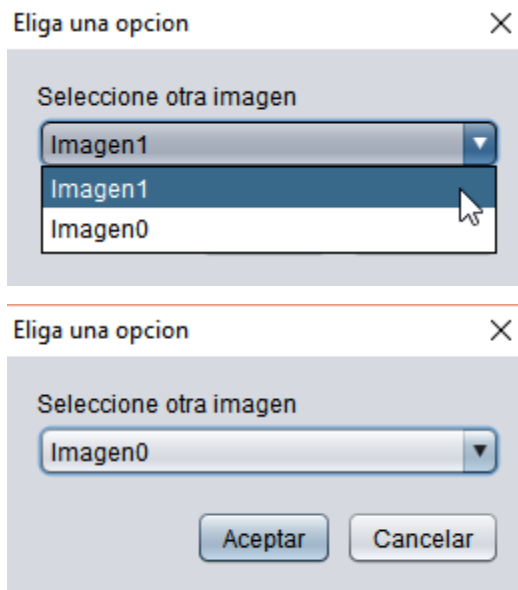 Eliga una opcion
Seleccione otra imagen
Imagen1
Imagen1
Imagen0
Eliga una opcion
Seleccione otra imagen
Imagen0
Aceptar Cancelar